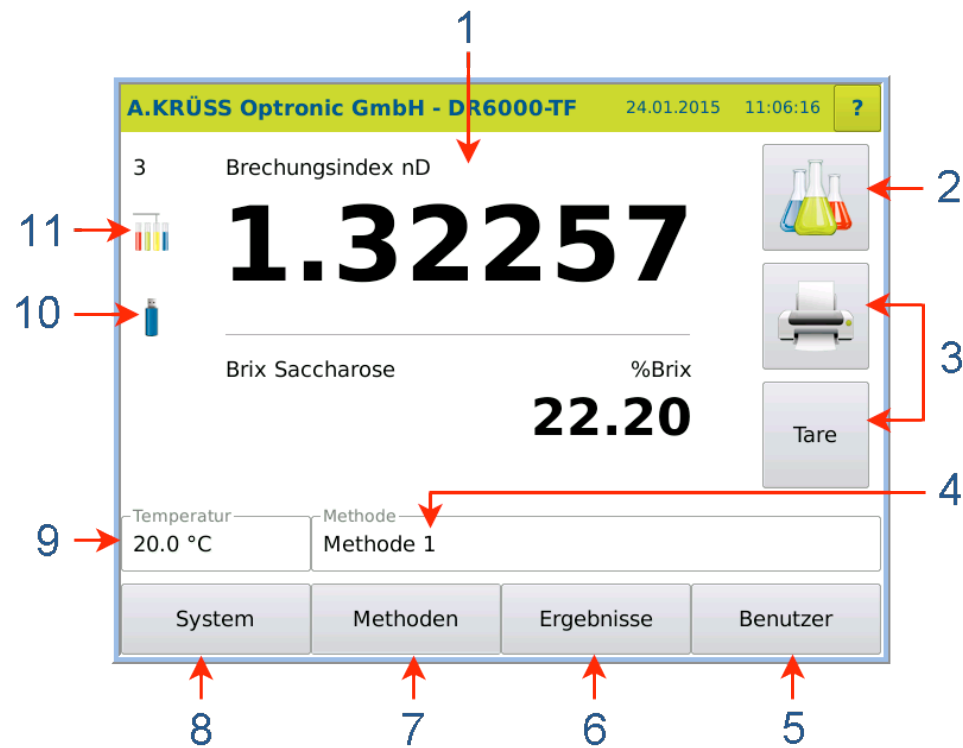 1
A.KRÜSS Optronic GmbH - DR6000-TF 24.01.2015 11:06:16 ?
3 Brechungsindex nD
2
11
1.32257
10
3
Brix Saccharose %Brix
22.20
Tare
4
Temperatur Methode
9
20.0 °C Methode 1
System Methoden Ergebnisse Benutzer
8 7 6 5